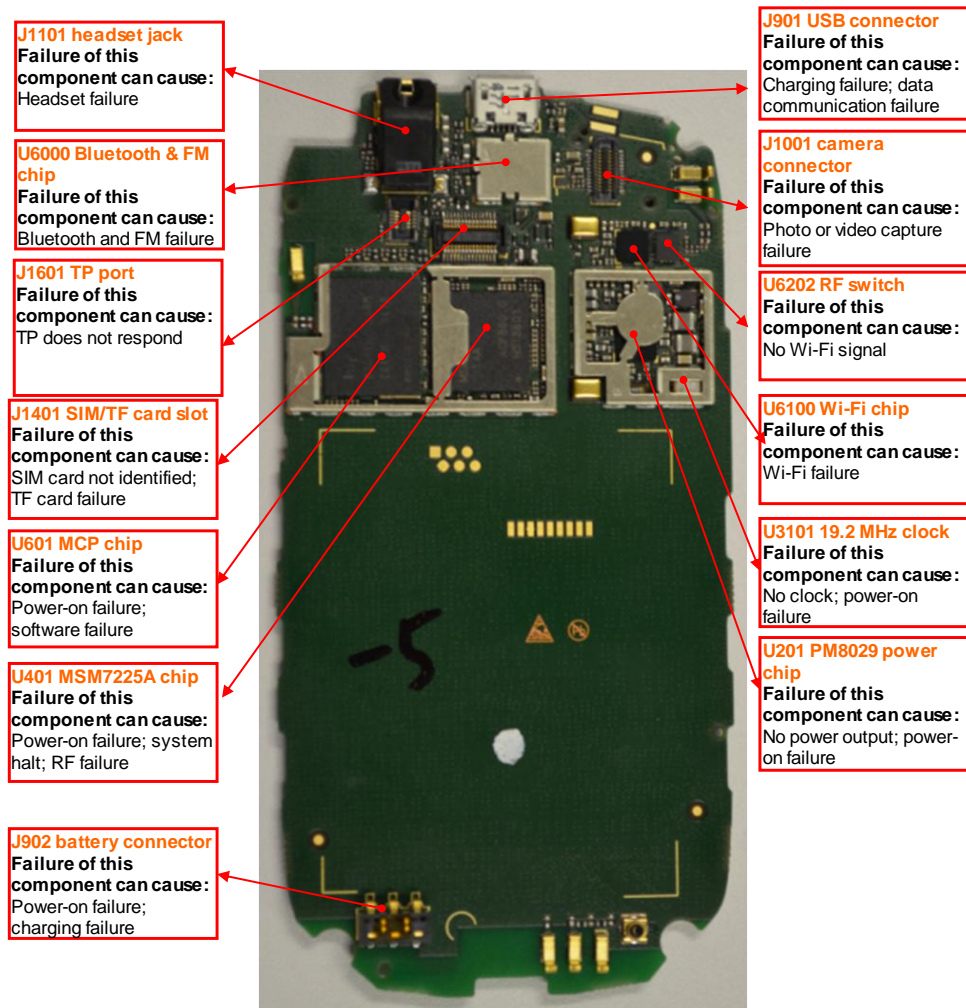 J1101 headset jack
Failure of this
component can cause:
Headset failure
U6000 Bluetooth & FM
chip
Failure of this
component can cause:
Bluetooth and FM failure
J1601 TP port
Failure of this
component can cause:
TP does not respond
J1401 SIM/TF card slot
Failure of this
component can cause:
SIM card not identified;
TF card failure
U601 MCP chip
Failure of this
component can cause:
Power-on failure;
software failure
U401 MSM7225A chip
Failure of this
component can cause:
Power-on failure; system
halt; RF failure
J902 battery connector
Failure of this
component can cause:
Power-on failure;
charging failure
-5
J901 USB connector
Failure of this
component can cause:
Charging failure; data
communication failure
J1001 camera
connector
Failure of this
component can cause:
Photo or video capture
failure
U6202 RF switch
Failure of this
component can cause:
No Wi-Fi signal
U6100 Wi-Fi chip
Failure of this
component can cause:
Wi-Fi failure
U3101 19.2 MHz clock
Failure of this
component can cause:
No clock; power-on
failure
U201 PM8029 power
chip
Failure of this
component can cause:
No power output; power-
on failure